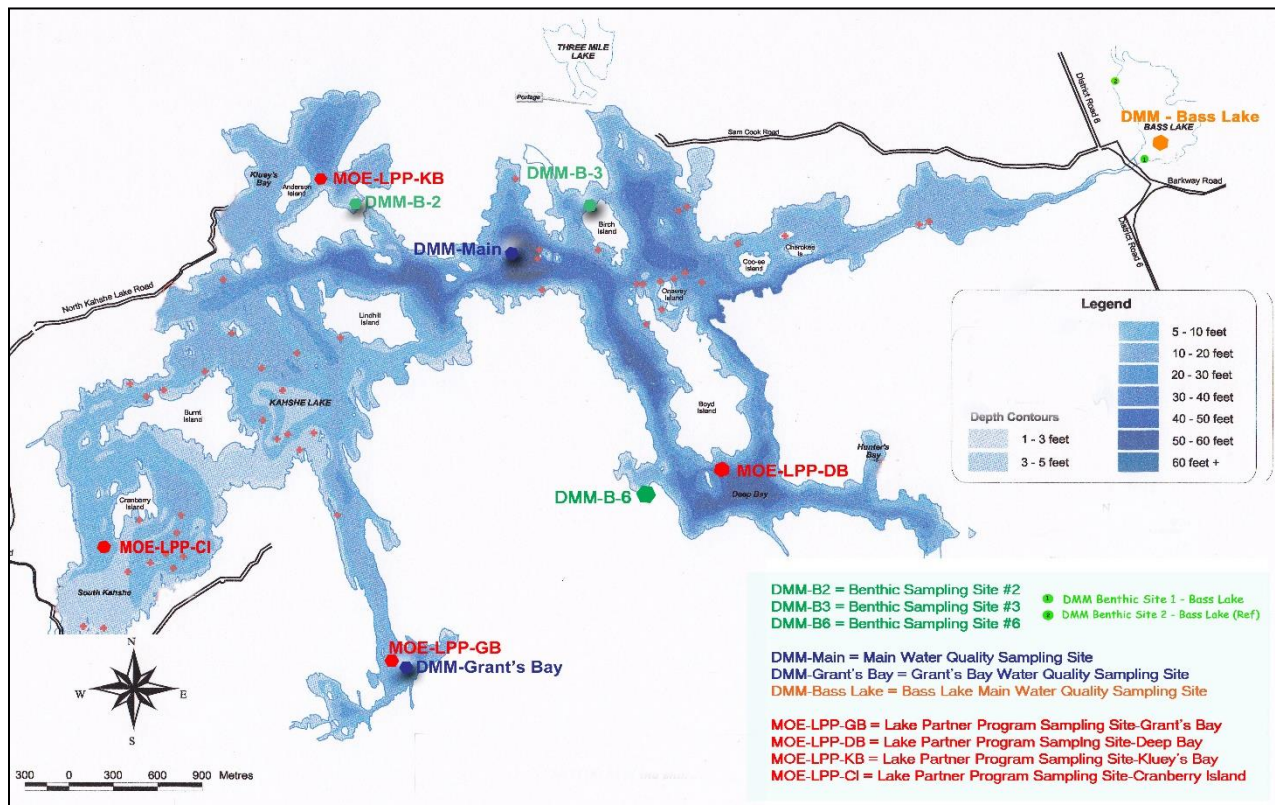 THREE MILE
LAKE
Portage
Sam Cook Road
District Road 6
DMM - Bass Lake
BASS LAKE
2
1
Barkway Road
District Road 6
Kluey's
Bay
Anderson
Island
MOE-LPP-KB
DMM-B-2
DMM-B-3
Birch
Island
DMM-Main
Coo-ee
Island
Cherokee
Is
Onaway
Island
North Kahshe Lake Road
Lindhill
Island
KAHSHE LAKE
Burnt
Island
Boyd
Island
Hunter's
Bay
MOE-LPP-DB
Deep Bay
DMM-B-6
Cranberry
Island
MOE-LPP-CI
South Kahshe
MOE-LPP-GB
DMM-Grant's Bay
N
W
E
S
300 0 300 600 900 Metres
Legend
5 - 10 feet
10 - 20 feet
20 - 30 feet
30 - 40 feet
40 - 50 feet
50 - 60 feet
60 feet +
Depth Contours
1 - 3 feet
3 - 5 feet
DMM-B2 = Benthic Sampling Site #2
DMM-B3 = Benthic Sampling Site #3
DMM-B6 = Benthic Sampling Site #6
1 DMM Benthic Site 1 - Bass Lake
2 DMM Benthic Site 2 - Bass Lake (Ref)
DMM-Main = Main Water Quality Sampling Site
DMM-Grant's Bay = Grant's Bay Water Quality Sampling Site
DMM-Bass Lake = Bass Lake Main Water Quality Sampling Site
MOE-LPP-GB = Lake Partner Program Sampling Site-Grant's Bay
MOE-LPP-DB = Lake Partner Program Sampling Site-Deep Bay
MOE-LPP-KB = Lake Partner Program Sampling Site-Kluey's Bay
MOE-LPP-CI = Lake Partner Program Sampling Site-Cranberry Island